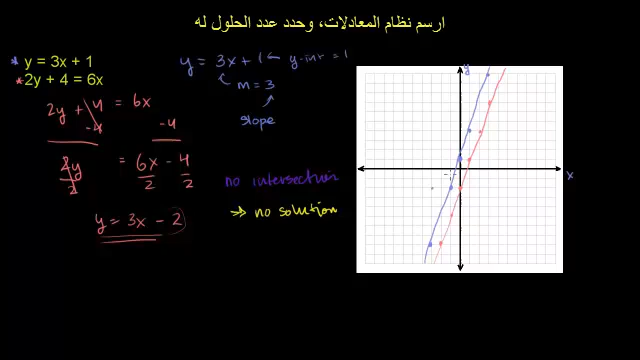 ارسم نظام المعادلات، وحدد عدد الحلول له
* y = 3x + 1
* 2y + 4 = 6x
y = 3x + 1 ← y-int = 1
m = 3
slope
2y + 4 = 6x
-4 -4
2y/2 = 6x/2 - 4/2
y = 3x - 2
no intersection
⇒ no solution
y
x